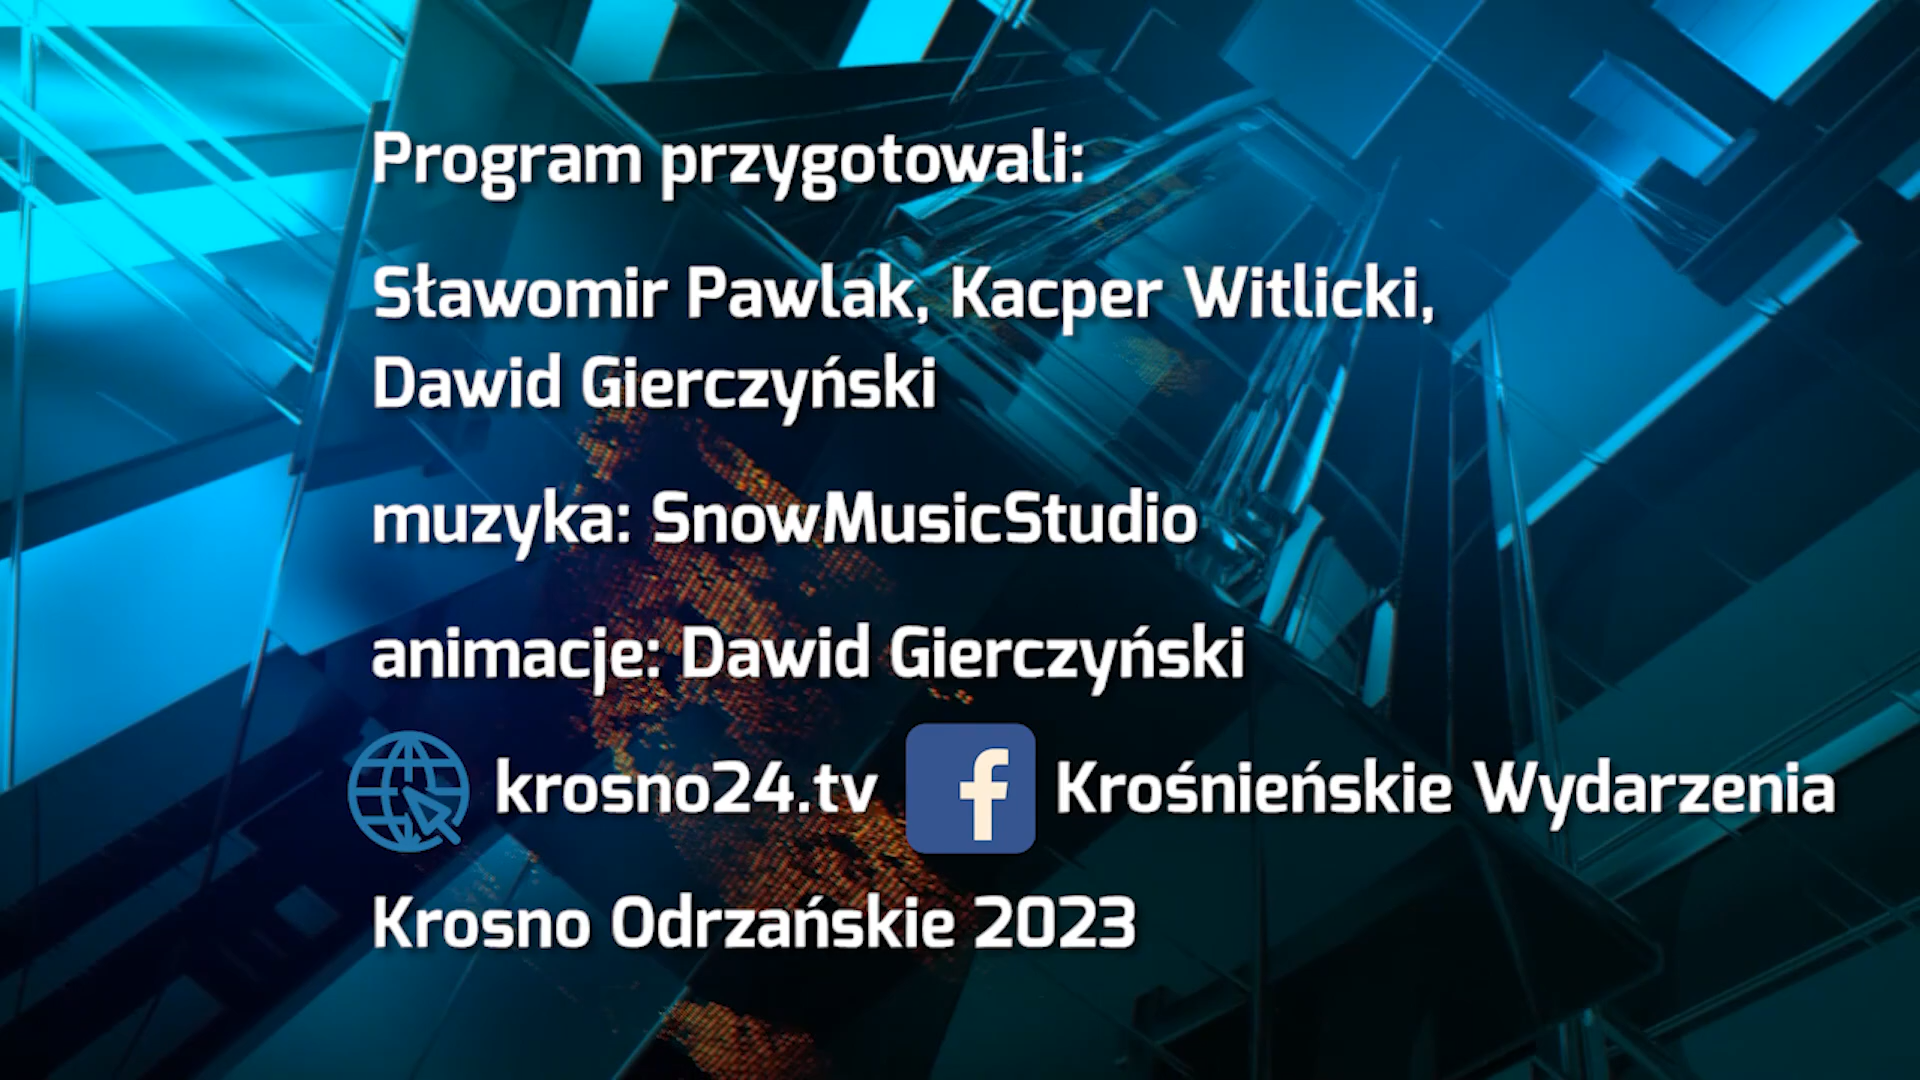 Program przygotowali:
Sławomir Pawlak, Kacper Witlicki,
Dawid Gierczyński
muzyka: SnowMusicStudio
animacje: Dawid Gierczyński
krosno24.tv f Krośnieńskie Wydarzenia
Krosno Odrzańskie 2023